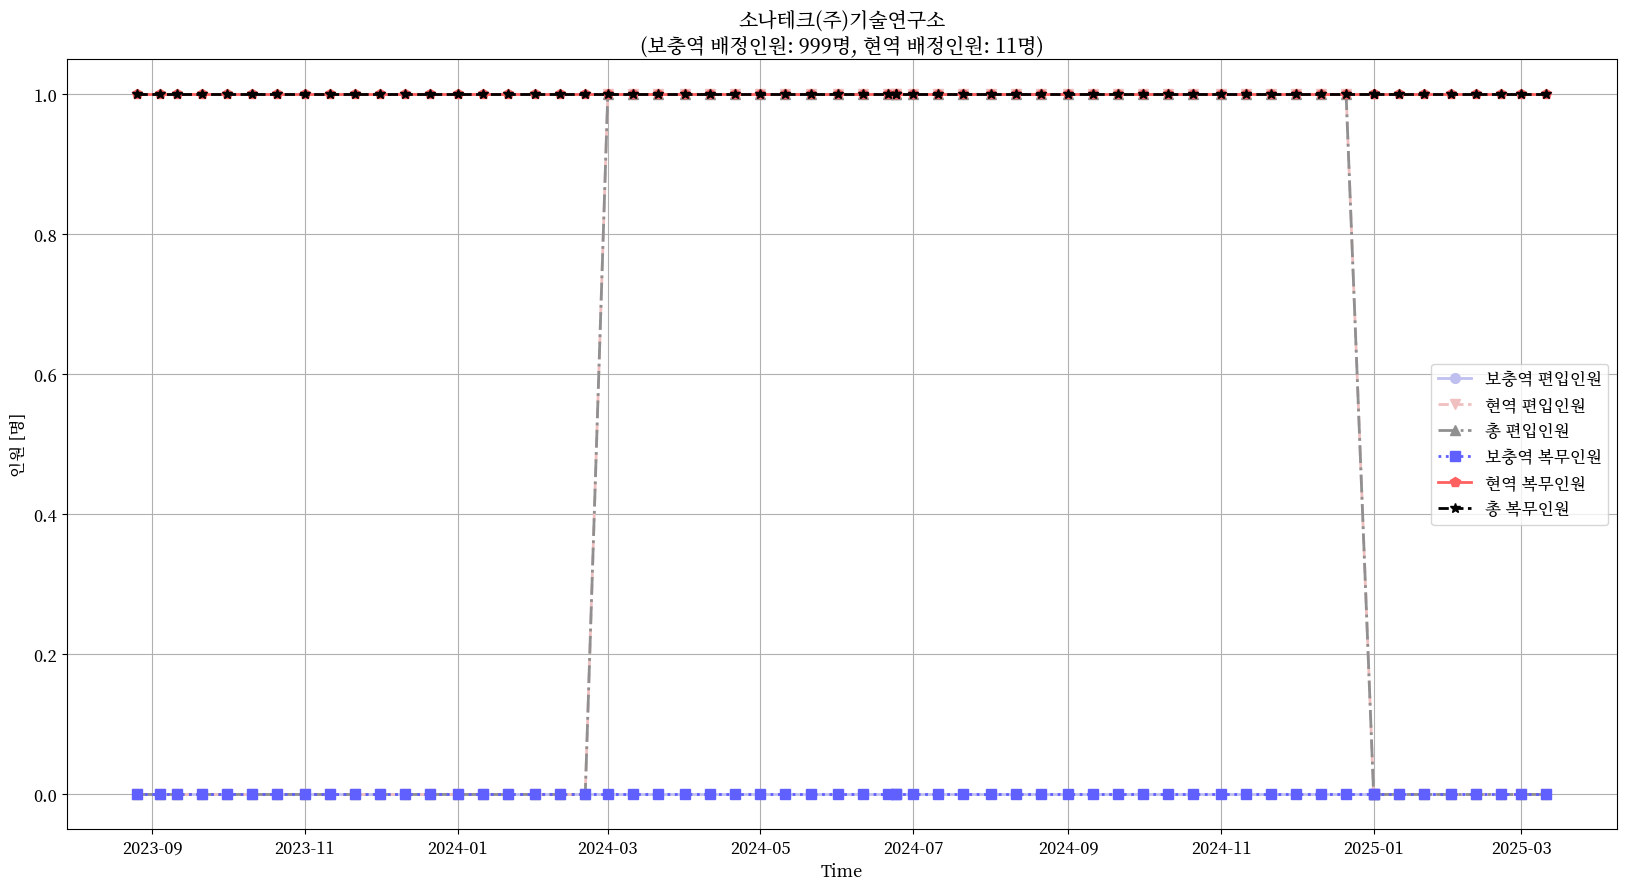 소나테크(주)기술연구소
(보충역 배정인원: 999명, 현역 배정인원: 11명)
인원 [명]
1.0
0.8
0.6
0.4
0.2
0.0
보충역 편입인원
현역 편입인원
총 편입인원
보충역 복무인원
현역 복무인원
총 복무인원
2023-09
2023-11
2024-01
2024-03
2024-05
2024-07
2024-09
2024-11
2025-01
2025-03
Time